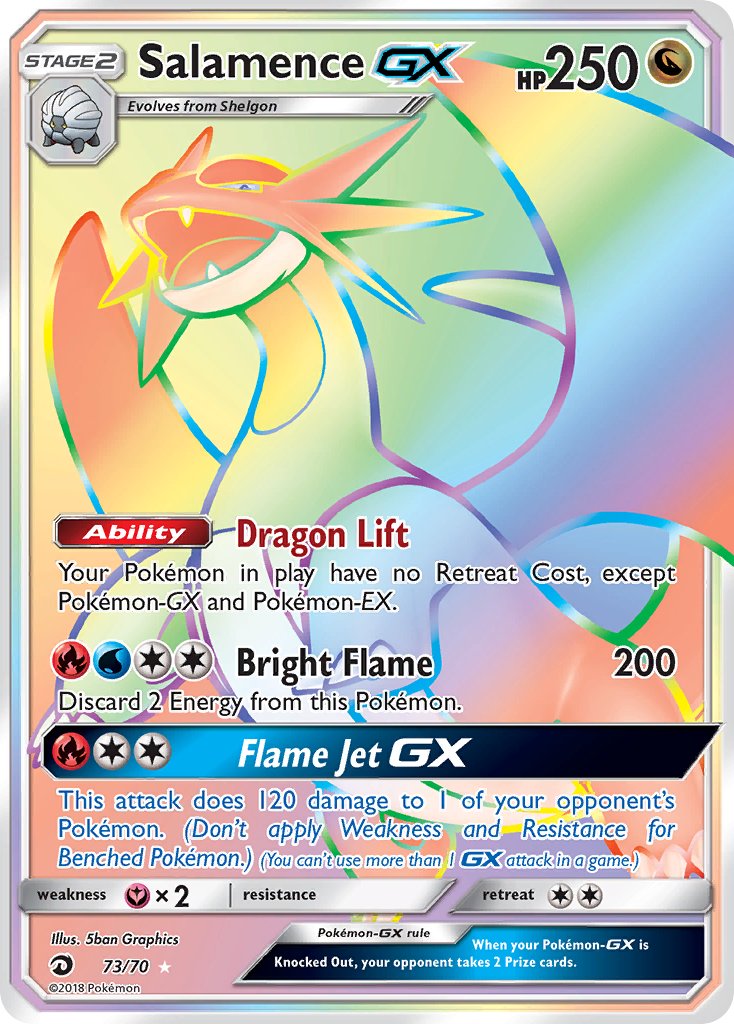 STAGE2 Salamence GX HP250
Evolves from Shelgon
Ability Dragon Lift
Your Pokémon in play have no Retreat Cost, except
Pokémon-GX and Pokémon-EX.
Bright Flame 200
Discard 2 Energy from this Pokémon.
Flame Jet GX
This attack does 120 damage to 1 of your opponent's
Pokémon. (Don't apply Weakness and Resistance for
Benched Pokémon.) (You can't use more than 1 GX attack in a game.)
weakness ×2 resistance retreat
Illus. 5ban Graphics
Pokémon-GX rule
When your Pokémon-GX is
Knocked Out, your opponent takes 2 Prize cards.
73/70
©2018 Pokémon